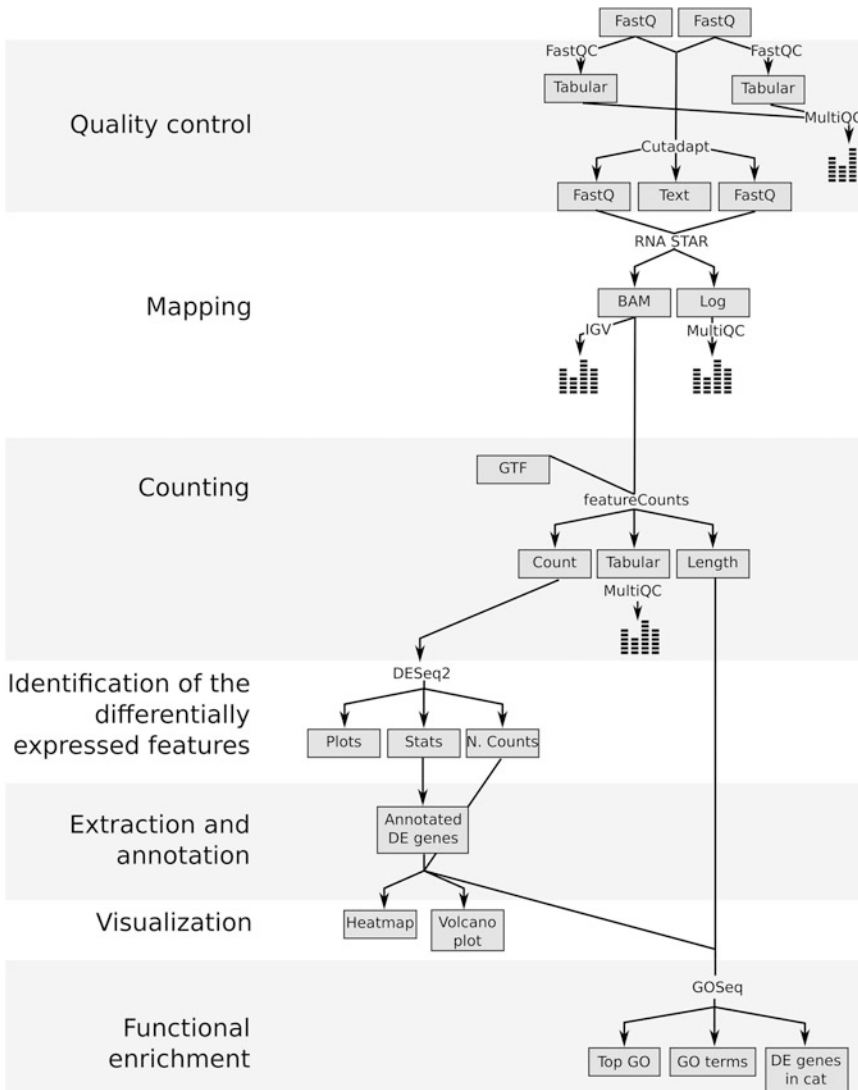 FastQ FastQ
FastQC FastQC
Tabular Tabular
Quality control
MultiQC
Cutadapt
FastQ Text FastQ
RNA STAR
Mapping
BAM Log
IGV MultiQC
GTF
Counting
featureCounts
Count Tabular Length
MultiQC
DESeq2
Identification of the
differentially
expressed features
Plots Stats N. Counts
Extraction and
annotation
Annotated
DE genes
Visualization
Heatmap
Volcano
plot
GOSeq
Functional
enrichment
Top GO GO terms
DE genes
in cat